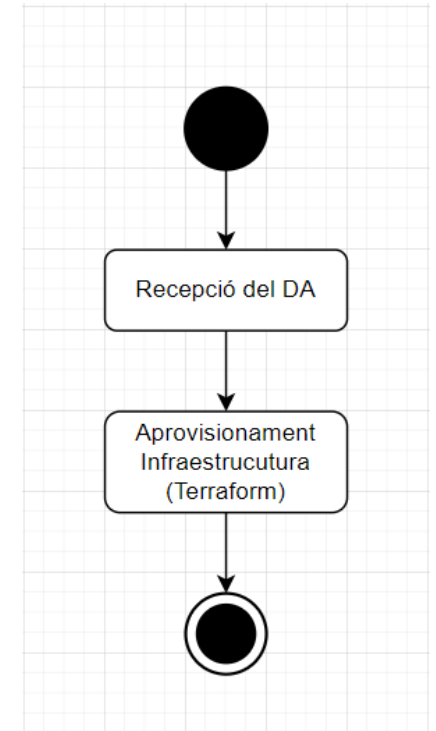 Recepció del DA
Aprovisionament
Infraestrucutura
(Terraform)